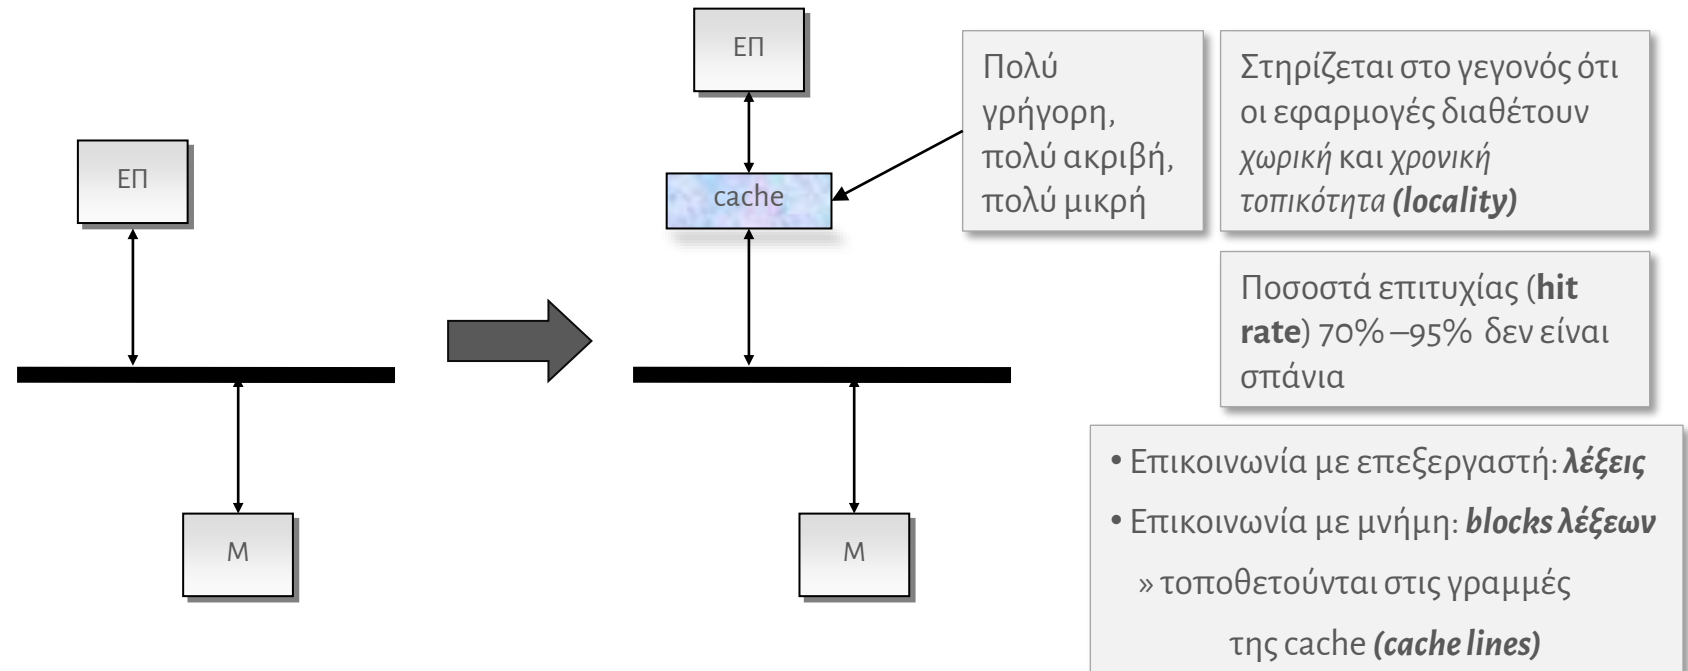 ΕΠ
Μ
ΕΠ
cache
Μ
Πολύ
γρήγορη,
πολύ ακριβή,
πολύ μικρή
Στηρίζεται στο γεγονός ότι
οι εφαρμογές διαθέτουν
χωρική και χρονική
τοπικότητα (locality)
Ποσοστά επιτυχίας (hit
rate) 70% –95% δεν είναι
σπάνια
• Επικοινωνία με επεξεργαστή: λέξεις
• Επικοινωνία με μνήμη: blocks λέξεων
» τοποθετούνται στις γραμμές
της cache (cache lines)